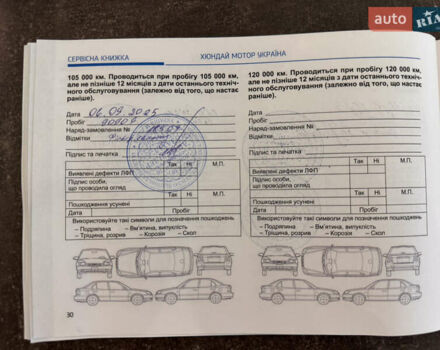 auto RIA
СЕРВІСНА КНИЖКА
ХЮНДАЙ МОТОР УКРАЇНА
105 000 км. Проводиться при пробігу 105 000 км,
але не пізніше 12 місяців з дати останнього техніч-
ного обслуговування (залежно від того, що настає
раніше).
Дата 06.09.2025
Пробіг
Наряд-замовлення №
Відмітки
Підпис та печатка
Так Ні М.П.
Виявлені дефекти ЛФП
Підпис особи,
що проводила огляд
Так Ні
Пошкодження усунені
Дата Пробіг М.П.
Використовуйте такі символи для позначення пошкоджень
– Подряпина – Вм'ятина, випуклість
– Тріщина, розрив – Корозія – Скол
30
120 000 км. Проводиться при пробігу 120 000 км,
але не пізніше 12 місяців з дати останнього техніч-
ного обслуговування (залежно від того, що настає
раніше).
Дата
Пробіг
Наряд-замовлення №
Відмітки
Підпис та печатка
Так Ні М.П.
Виявлені дефекти ЛФП
Підпис особи,
що проводила огляд
Так Ні
Пошкодження усунені
Дата Пробіг М.П.
Використовуйте такі символи для позначення пошкоджень
– Подряпина – Вм'ятина, випуклість
– Тріщина, розрив – Корозія – Скол